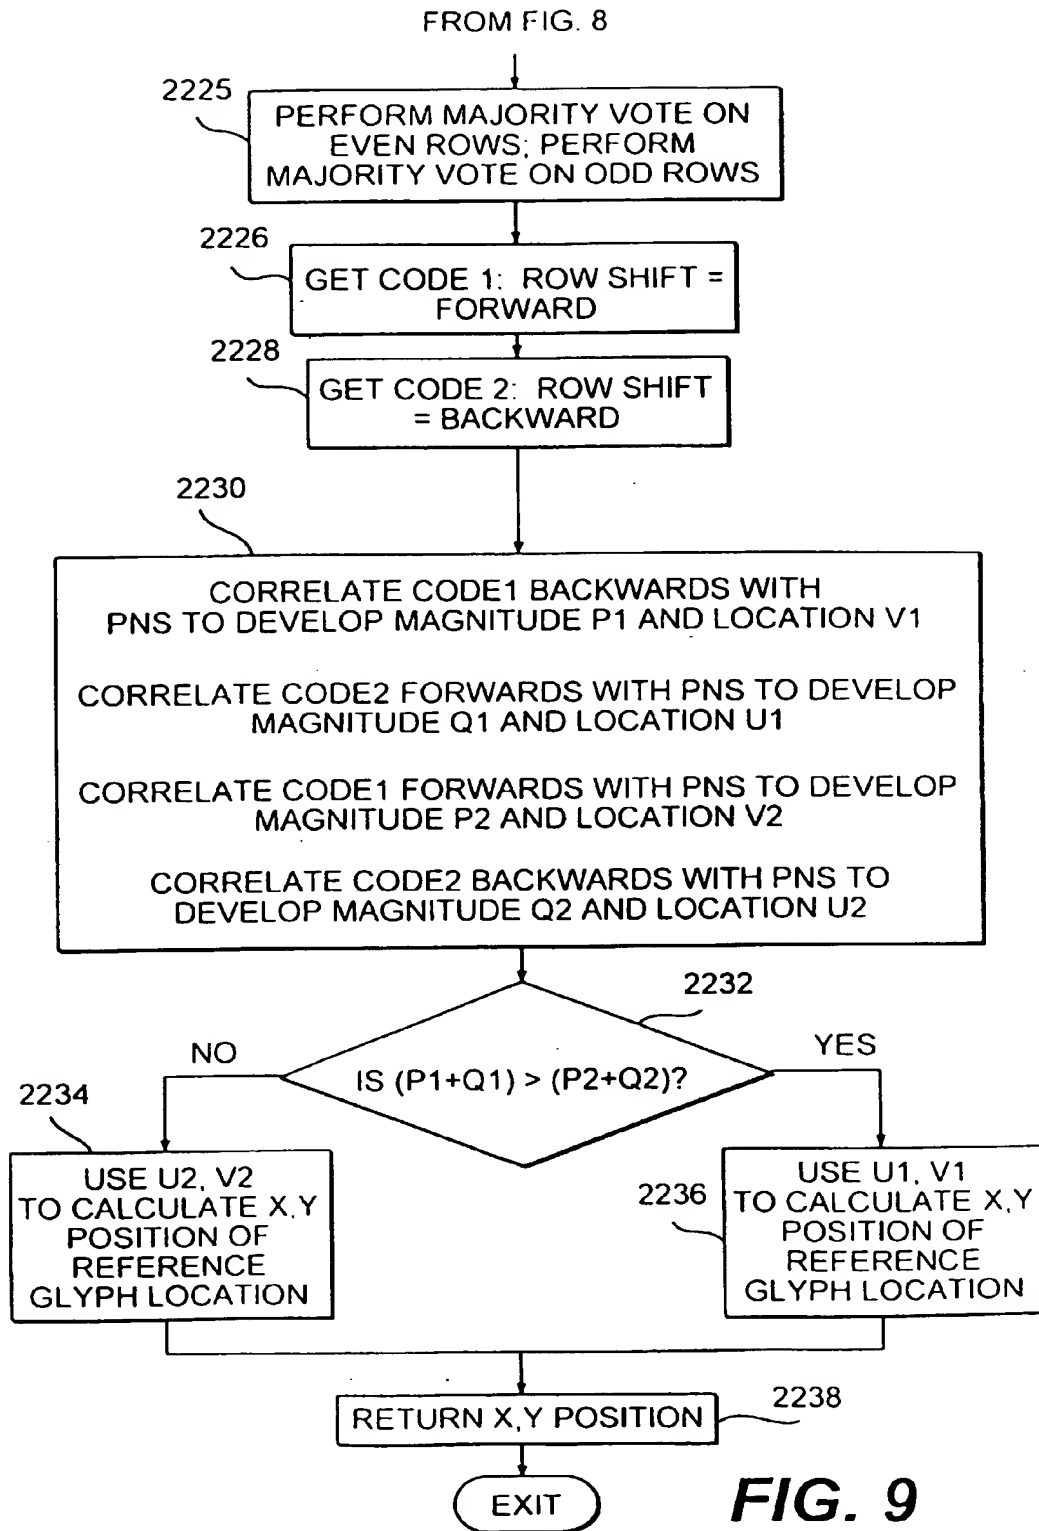 FROM FIG. 8
2225
PERFORM MAJORITY VOTE ON
EVEN ROWS; PERFORM
MAJORITY VOTE ON ODD ROWS
2226
GET CODE 1: ROW SHIFT =
FORWARD
2228
GET CODE 2: ROW SHIFT
= BACKWARD
2230
CORRELATE CODE1 BACKWARDS WITH
PNS TO DEVELOP MAGNITUDE P1 AND LOCATION V1
CORRELATE CODE2 FORWARDS WITH PNS TO DEVELOP
MAGNITUDE Q1 AND LOCATION U1
CORRELATE CODE1 FORWARDS WITH PNS TO DEVELOP
MAGNITUDE P2 AND LOCATION V2
CORRELATE CODE2 BACKWARDS WITH PNS TO
DEVELOP MAGNITUDE Q2 AND LOCATION U2
2232
IS (P1+Q1) > (P2+Q2)?
NO
YES
2234
USE U2, V2
TO CALCULATE X,Y
POSITION OF
REFERENCE
GLYPH LOCATION
2236
USE U1, V1
TO CALCULATE X,Y
POSITION OF
REFERENCE
GLYPH LOCATION
RETURN X,Y POSITION
2238
EXIT
FIG. 9